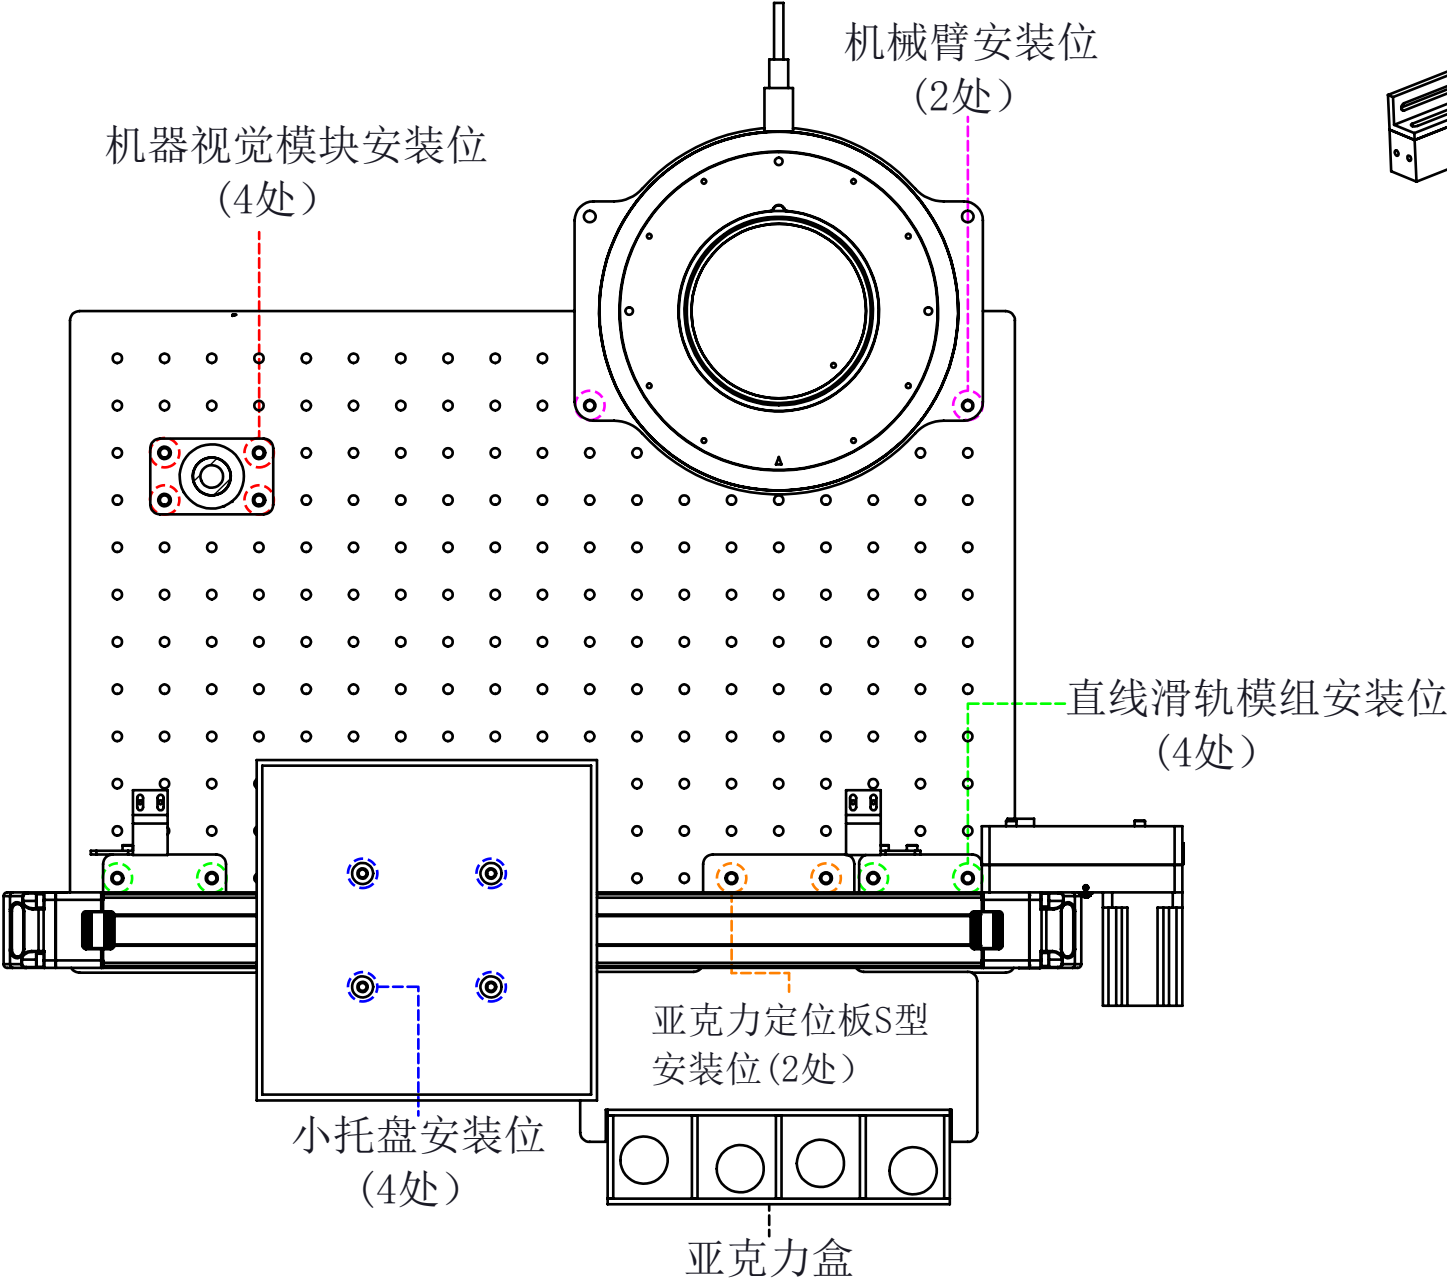 机械臂安装位
(2处）
机器视觉模块安装位
(4处）
直线滑轨模组安装位
(4处）
亚克力定位板S型
安装位(2处）
小托盘安装位
(4处）
亚克力盒